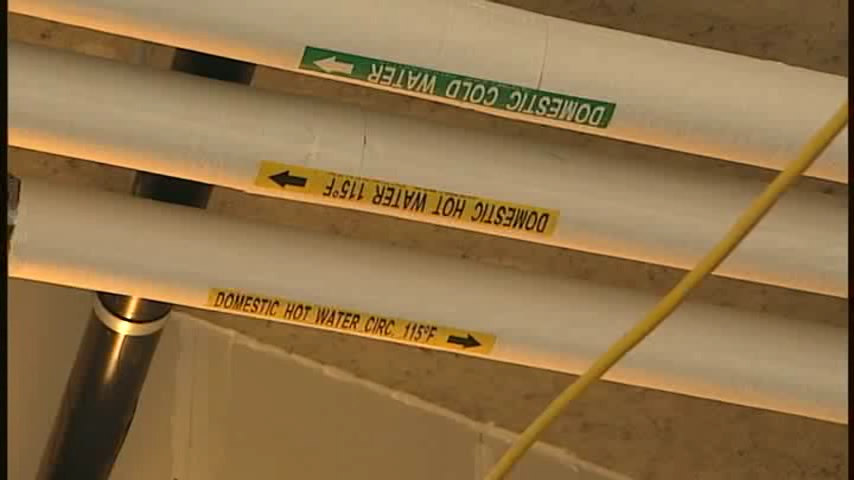 DOMESTIC COLD WATER
DOMESTIC HOT WATER 115°F
DOMESTIC HOT WATER CIRC. 115°F